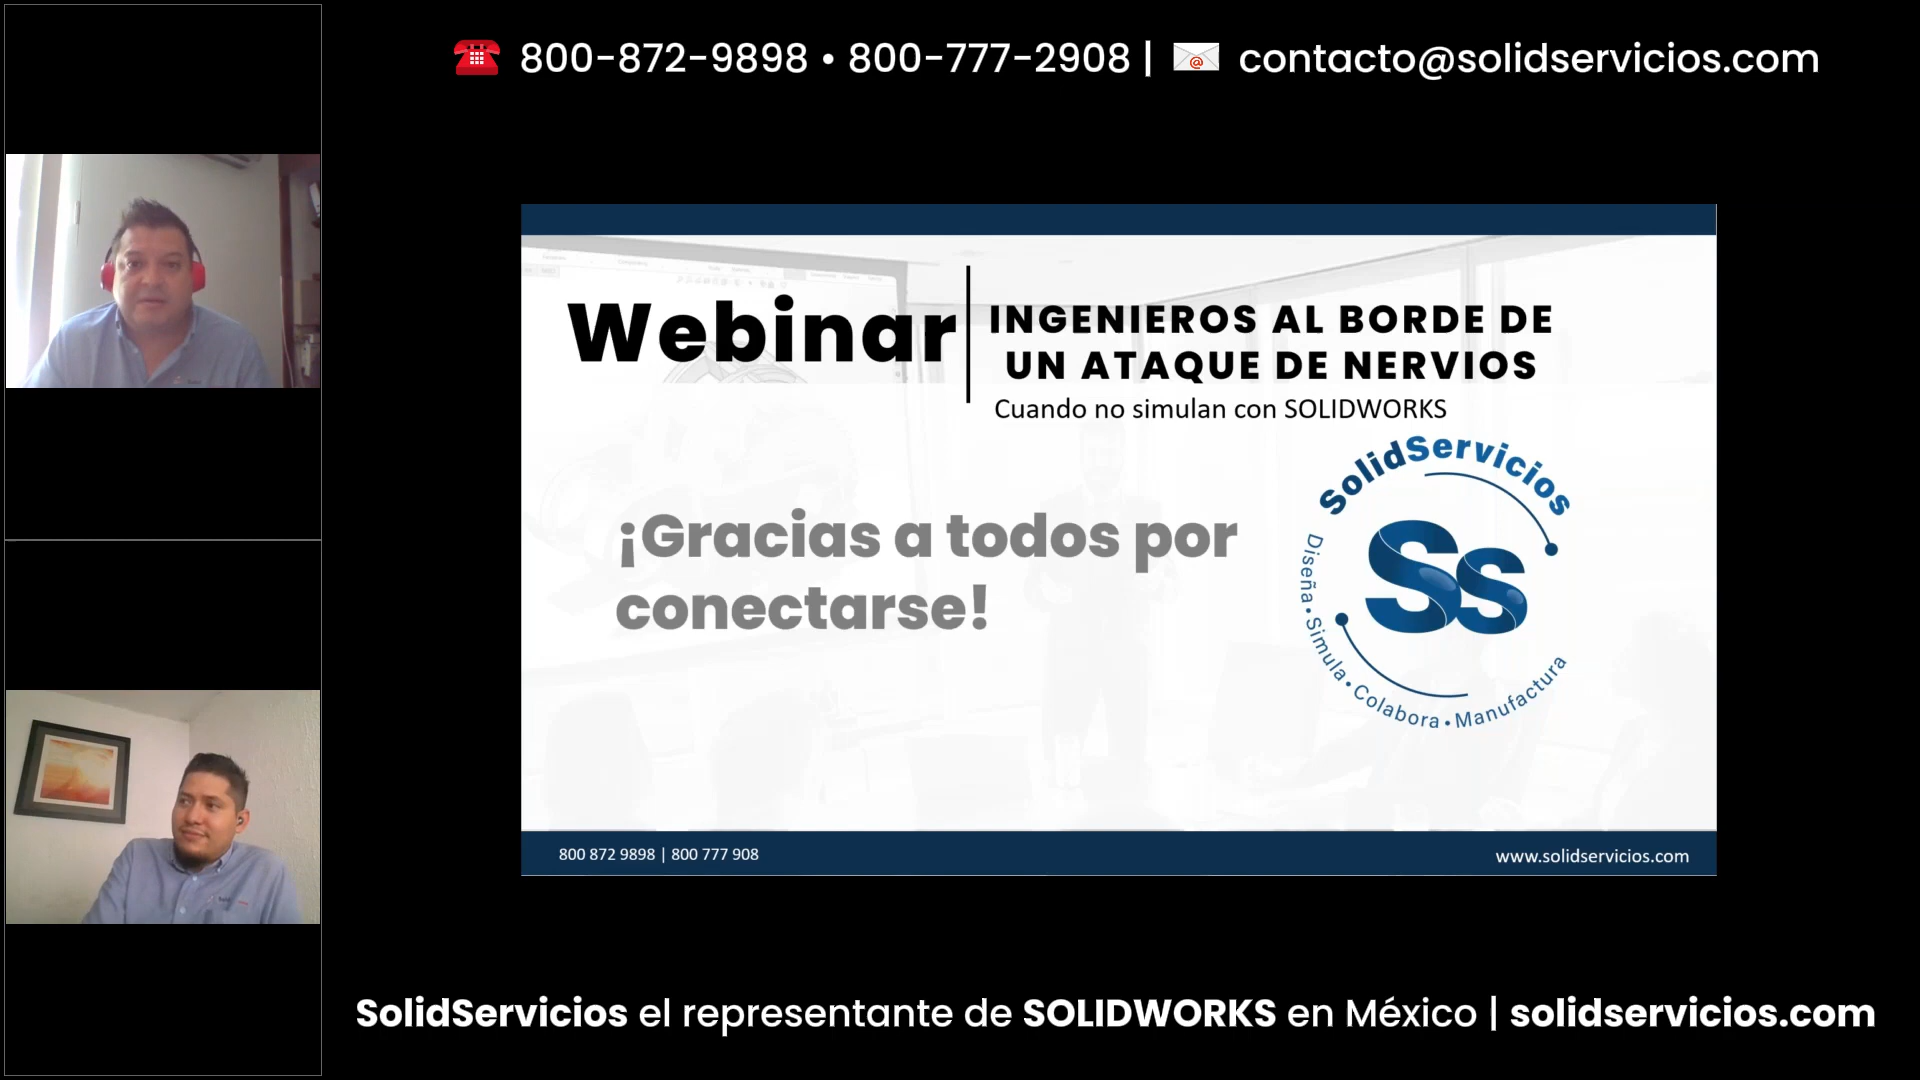 800-872-9898 • 800-777-2908 | contacto@solidservicios.com
Webinar
INGENIEROS AL BORDE DE
UN ATAQUE DE NERVIOS
Cuando no simulan con SOLIDWORKS
¡Gracias a todos por
conectarse!
SolidServicios
Ss
Diseña • Simula • Colabora • Manufactura
800 872 9898 | 800 777 908
www.solidservicios.com
SolidServicios el representante de SOLIDWORKS en México | solidservicios.com